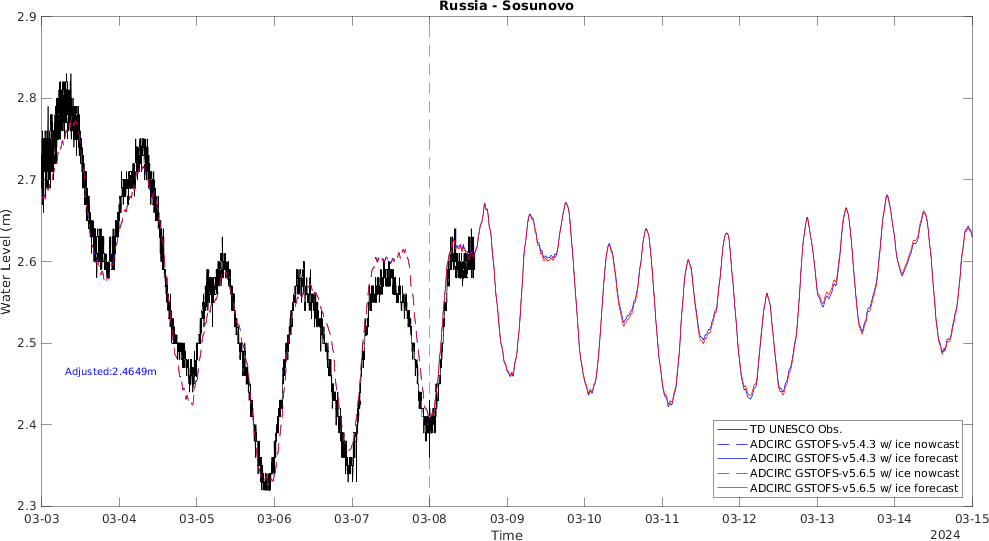 Russia - Sosunovo
2.9
2.8
2.7
2.6
2.5
2.4
2.3
Water Level (m)
Adjusted:2.4649m
TD UNESCO Obs.
ADCIRC GSTOFS-v5.4.3 w/ ice nowcast
ADCIRC GSTOFS-v5.4.3 w/ ice forecast
ADCIRC GSTOFS-v5.6.5 w/ ice nowcast
ADCIRC GSTOFS-v5.6.5 w/ ice forecast
03-03 03-04 03-05 03-06 03-07 03-08 03-09 03-10 03-11 03-12 03-13 03-14 03-15
Time
2024